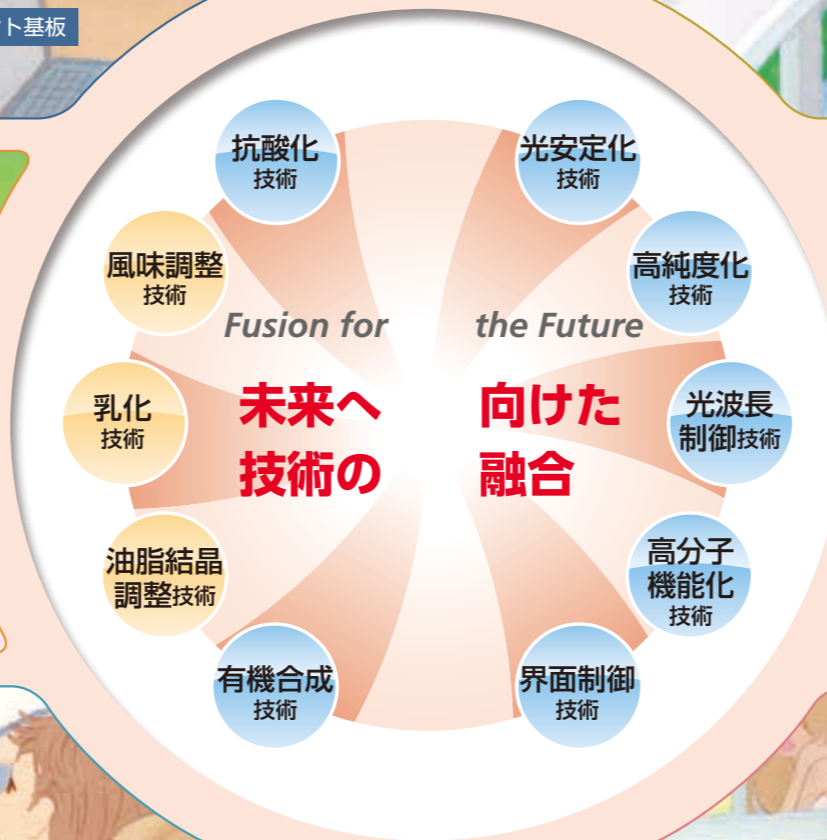 ト基板
抗酸化
技術
光安定化
技術
風味調整
技術
高純度化
技術
Fusion for the Future
未来へ 向けた
技術の 融合
乳化
技術
光波長
制御技術
油脂結晶
調整技術
高分子
機能化
技術
有機合成
技術
界面制御
技術